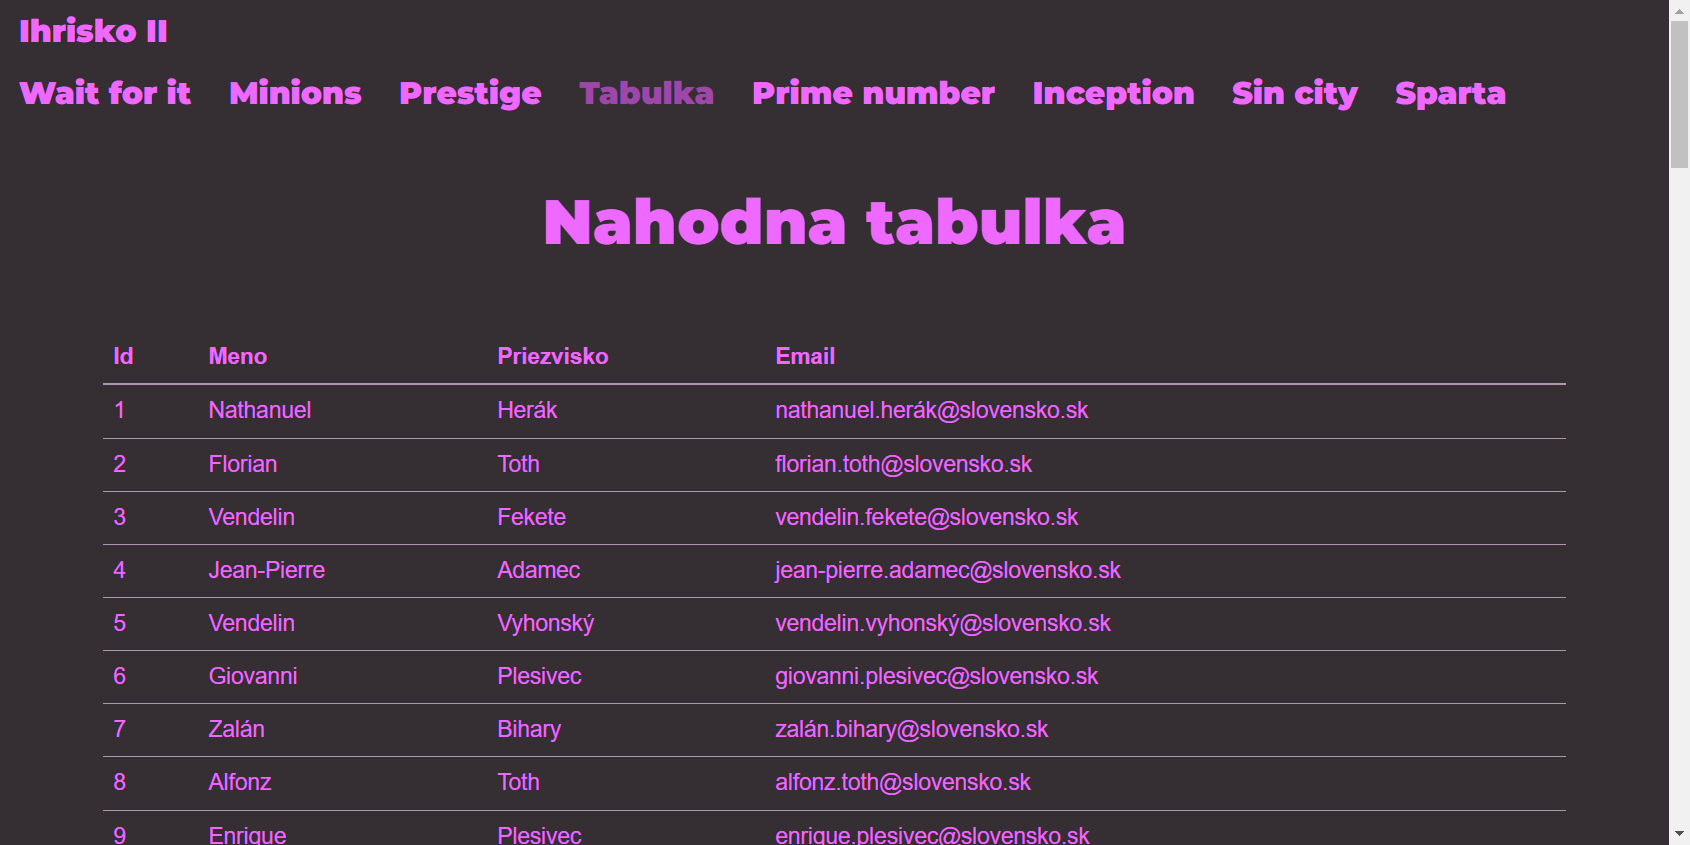 Ihrisko II
Wait for it Minions Prestige Tabulka Prime number Inception Sin city Sparta
Nahodna tabulka
Id Meno Priezvisko Email
1 Nathanuel Herák nathanuel.herák@slovensko.sk
2 Florian Toth florian.toth@slovensko.sk
3 Vendelin Fekete vendelin.fekete@slovensko.sk
4 Jean-Pierre Adamec jean-pierre.adamec@slovensko.sk
5 Vendelin Vyhonský vendelin.vyhonský@slovensko.sk
6 Giovanni Plesivec giovanni.plesivec@slovensko.sk
7 Zalán Bihary zalán.bihary@slovensko.sk
8 Alfonz Toth alfonz.toth@slovensko.sk
9 Enrique Plesivec enrique.plesivec@slovensko.sk